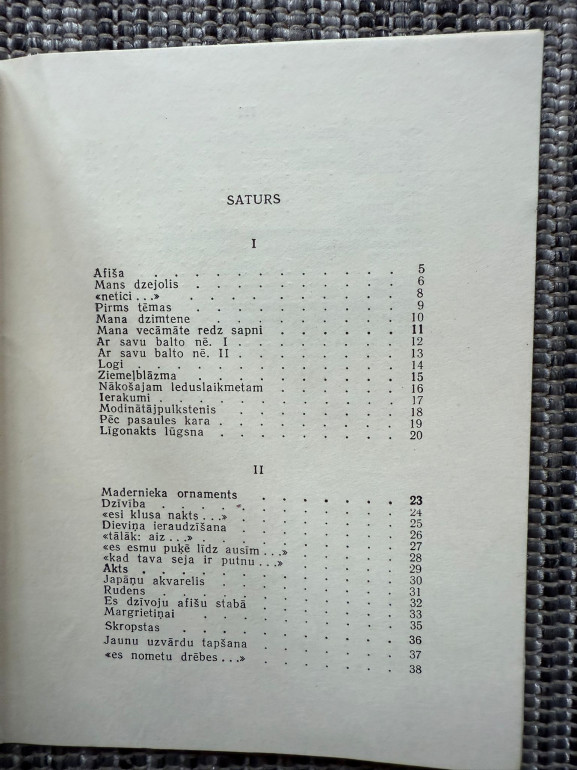 SATURS
I
Afiša . . . . . . . . . . . . 5
Mans dzejolis . . . . . . . . . . 6
«netici...» . . . . . . . . . . 8
Pirms tēmas . . . . . . . . . . 9
Mana dzimtene . . . . . . . . . 10
Mana vecāmāte redz sapni . . . . . . 11
Ar savu balto nē. I . . . . . . . 12
Ar savu balto nē. II . . . . . . . 13
Logi . . . . . . . . . . . . 14
Ziemeļblāzma . . . . . . . . . 15
Nākošajam leduslaikmetam . . . . . . 16
Ierakumi . . . . . . . . . . . 17
Modinātājpulkstenis . . . . . . . . 18
Pēc pasaules kara . . . . . . . . 19
Līgonakts lūgsna . . . . . . . . 20
II
Madernieka ornaments . . . . . . . 23
Dzīvība . . . . . . . . . . . 24
«esi klusa nakts...» . . . . . . . 25
Dieviņa ieraudzīšana . . . . . . . 26
«tālāk: aiz...» . . . . . . . . 27
«es esmu puķē līdz ausīm...» . . . . . 28
«kad tava seja ir putnu...» . . . . . 29
Akts . . . . . . . . . . . . 30
Japāņu akvarelis . . . . . . . . 31
Rudens . . . . . . . . . . . 32
Es dzīvoju afišu stabā . . . . . . 33
Margrietiņai . . . . . . . . . 35
Skropstas . . . . . . . . . . 36
Jaunu uzvārdu tapšana . . . . . . . 37
«es nometu drēbes...» . . . . . . . 38